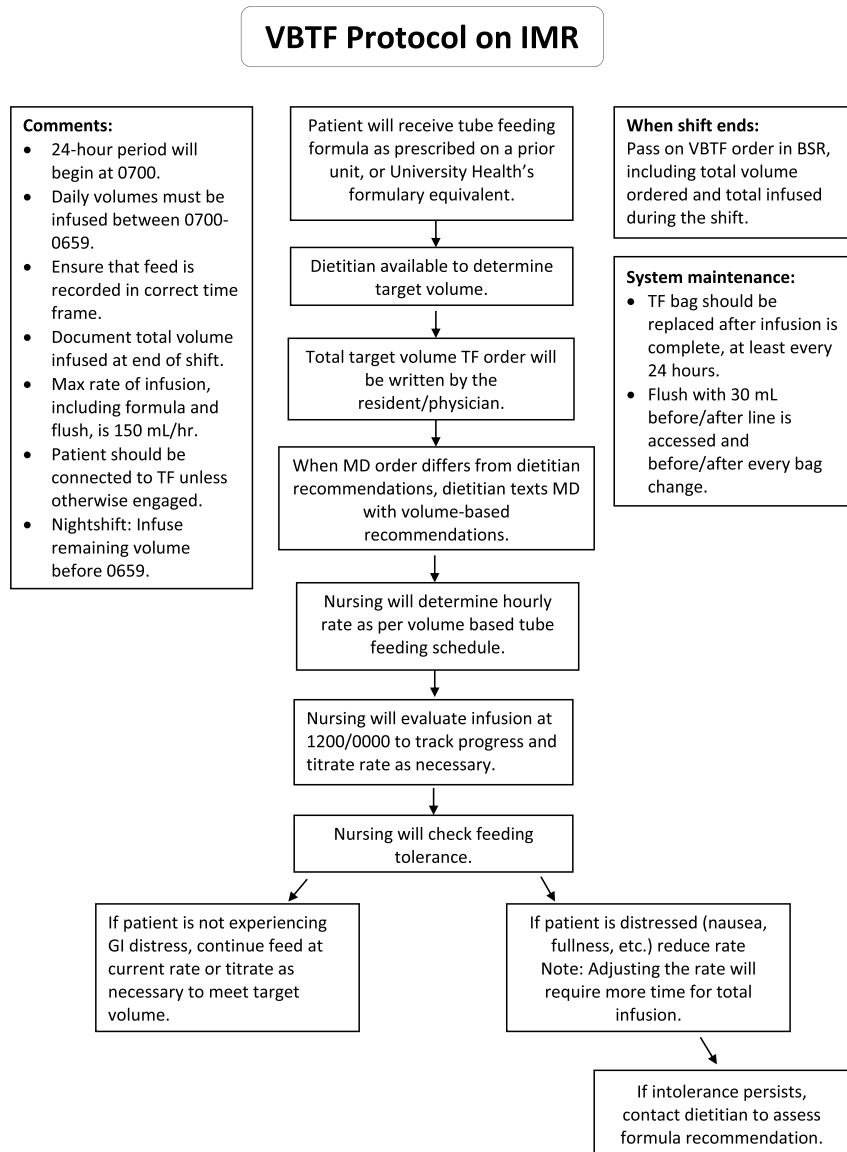 VBTF Protocol on IMR
Comments:
• 24-hour period will
begin at 0700.
• Daily volumes must be
infused between 0700-
0659.
• Ensure that feed is
recorded in correct time
frame.
• Document total volume
infused at end of shift.
• Max rate of infusion,
including formula and
flush, is 150 mL/hr.
• Patient should be
connected to TF unless
otherwise engaged.
• Nightshift: Infuse
remaining volume
before 0659.
Patient will receive tube feeding
formula as prescribed on a prior
unit, or University Health’s
formulary equivalent.
Dietitian available to determine
target volume.
Total target volume TF order will
be written by the
resident/physician.
When MD order differs from dietitian
recommendations, dietitian texts MD
with volume-based
recommendations.
Nursing will determine hourly
rate as per volume based tube
feeding schedule.
Nursing will evaluate infusion at
1200/0000 to track progress and
titrate rate as necessary.
Nursing will check feeding
tolerance.
If patient is not experiencing
GI distress, continue feed at
current rate or titrate as
necessary to meet target
volume.
If patient is distressed (nausea,
fullness, etc.) reduce rate
Note: Adjusting the rate will
require more time for total
infusion.
If intolerance persists,
contact dietitian to assess
formula recommendation.
When shift ends:
Pass on VBTF order in BSR,
including total volume
ordered and total infused
during the shift.
System maintenance:
• TF bag should be
replaced after infusion is
complete, at least every
24 hours.
• Flush with 30 mL
before/after line is
accessed and
before/after every bag
change.